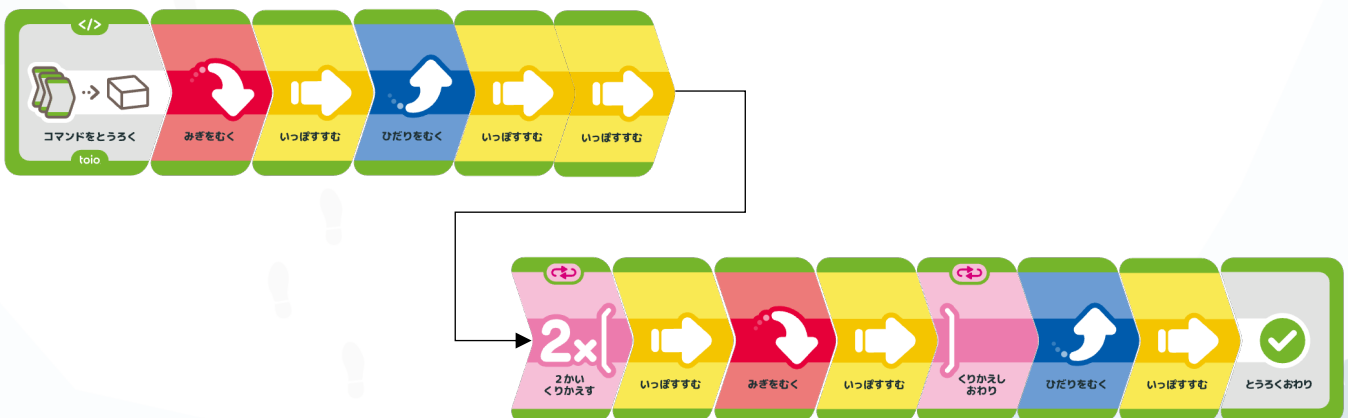 </>
コマンドをとうろく
toio
みぎをむく
いっぽすすむ
ひだりをむく
いっぽすすむ
いっぽすすむ
2x
2かい
くりかえす
いっぽすすむ
みぎをむく
いっぽすすむ
くりかえし
おわり
ひだりをむく
いっぽすすむ
とうろくおわり